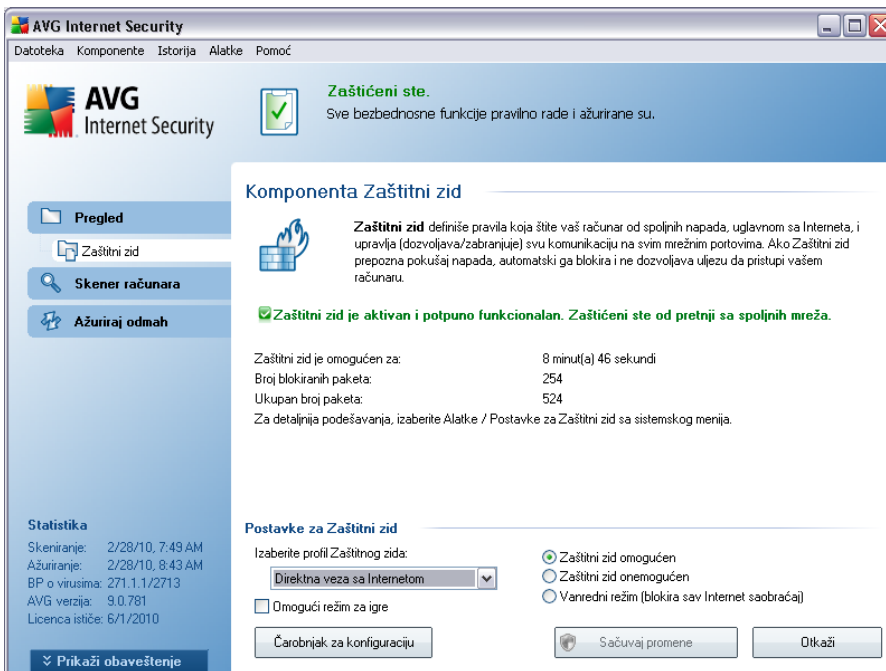 AVG Internet Security
Datoteka Komponente Istorija Alatke Pomoć
AVG
Internet Security
Zaštićeni ste.
Sve bezbednosne funkcije pravilno rade i ažurirane su.
Pregled
Zaštitni zid
Skener računara
Ažuriraj odmah
Komponenta Zaštitni zid
Zaštitni zid definiše pravila koja štite vaš računar od spoljnih napada, uglavnom sa Interneta, i
upravlja (dozvoljava/zabranjuje) svu komunikaciju na svim mrežnim portovima. Ako Zaštitni zid
prepozna pokušaj napada, automatski ga blokira i ne dozvoljava uljezu da pristupi vašem
računaru.
Zaštitni zid je aktivan i potpuno funkcionalan. Zaštićeni ste od pretnji sa spoljnih mreža.
Zaštitni zid je omogućen za: 8 minut(a) 46 sekundi
Broj blokiranih paketa: 254
Ukupan broj paketa: 524
Za detaljnija podešavanja, izaberite Alatke / Postavke za Zaštitni zid sa sistemskog menija.
Statistika
Skeniranje: 2/28/10, 7:49 AM
Ažuriranje: 2/28/10, 8:43 AM
BP o virusima: 271.1.1/2713
AVG verzija: 9.0.781
Licenca ističe: 6/1/2010
Prikaži obaveštenje
Postavke za Zaštitni zid
Izaberite profil Zaštitnog zida:
Direktna veza sa Internetom
Omogući režim za igre
Zaštitni zid omogućen
Zaštitni zid onemogućen
Vanredni režim (blokira sav Internet saobraćaj)
Čarobnjak za konfiguraciju
Sačuvaj promene
Otkaži